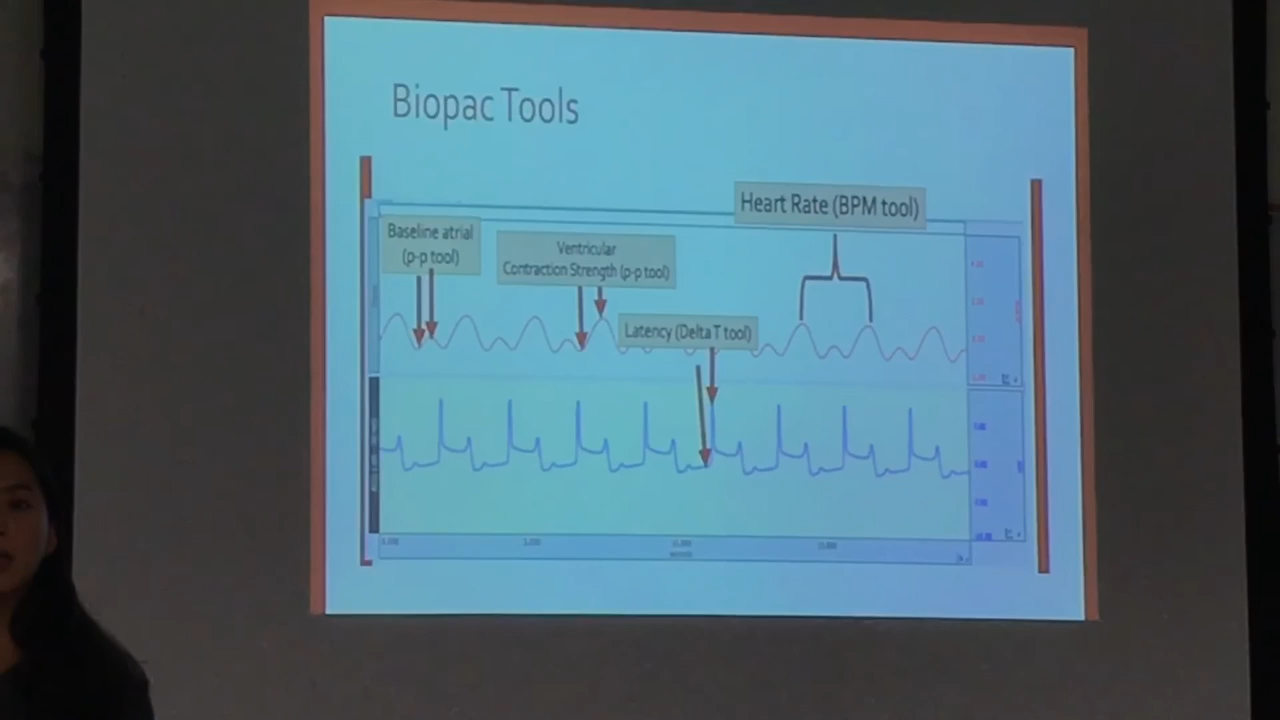 Biopac Tools
Heart Rate (BPM tool)
Baseline atrial
(p-p tool)
Ventricular
Contraction Strength (p-p tool)
Latency (Delta T tool)